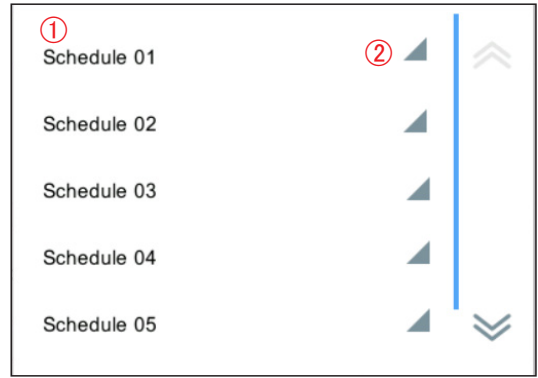 ①
Schedule 01 ②
Schedule 02
Schedule 03
Schedule 04
Schedule 05